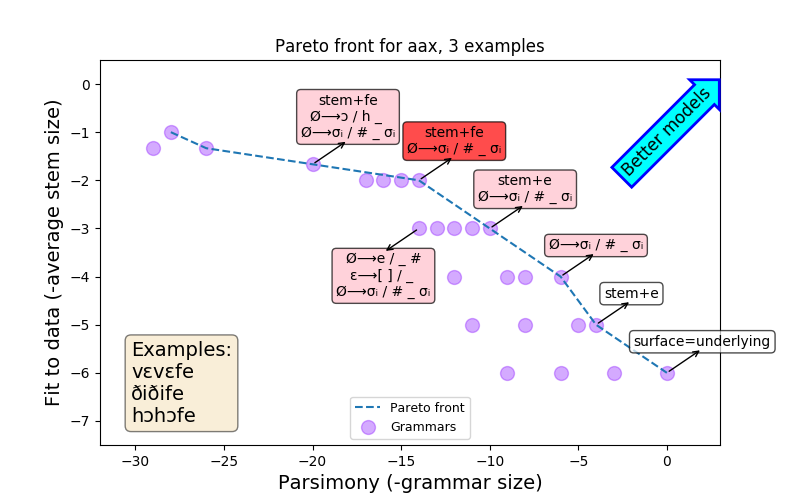 Pareto front for aax, 3 examples
Fit to data (-average stem size)
0
−1
−2
−3
−4
−5
−6
−7
stem+fe
Ø⟶ɔ / h _
Ø⟶σᵢ / # _ σᵢ
stem+fe
Ø⟶σᵢ / # _ σᵢ
stem+e
Ø⟶σᵢ / # _ σᵢ
Ø⟶σᵢ / # _ σᵢ
Ø⟶e / _ #
ε⟶[ ] / _
Ø⟶σᵢ / # _ σᵢ
stem+e
surface=underlying
Better models
Examples:
vɛvɛfe
ðiðife
hɔhɔfe
Pareto front
Grammars
−30
−25
−20
−15
−10
−5
0
Parsimony (-grammar size)